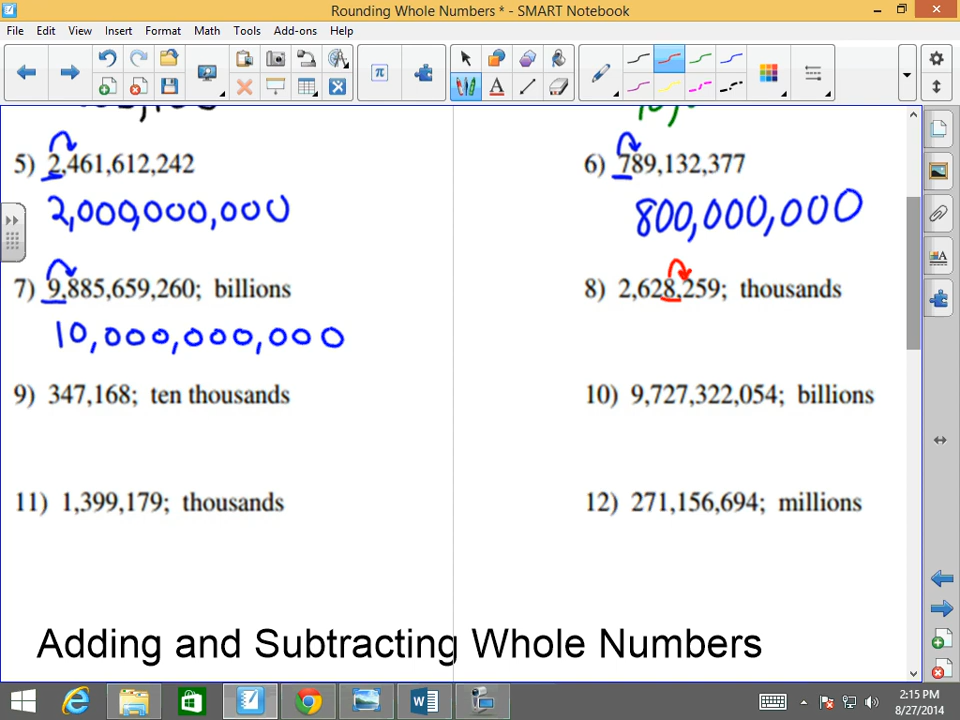 Rounding Whole Numbers * - SMART Notebook
File Edit View Insert Format Math Tools Add-ons Help
5) 2,461,612,242
2,000,000,000
6) 789,132,377
800,000,000
7) 9,885,659,260; billions
10,000,000,000
8) 2,628,259; thousands
9) 347,168; ten thousands
10) 9,727,322,054; billions
11) 1,399,179; thousands
12) 271,156,694; millions
Adding and Subtracting Whole Numbers
2:15 PM
8/27/2014